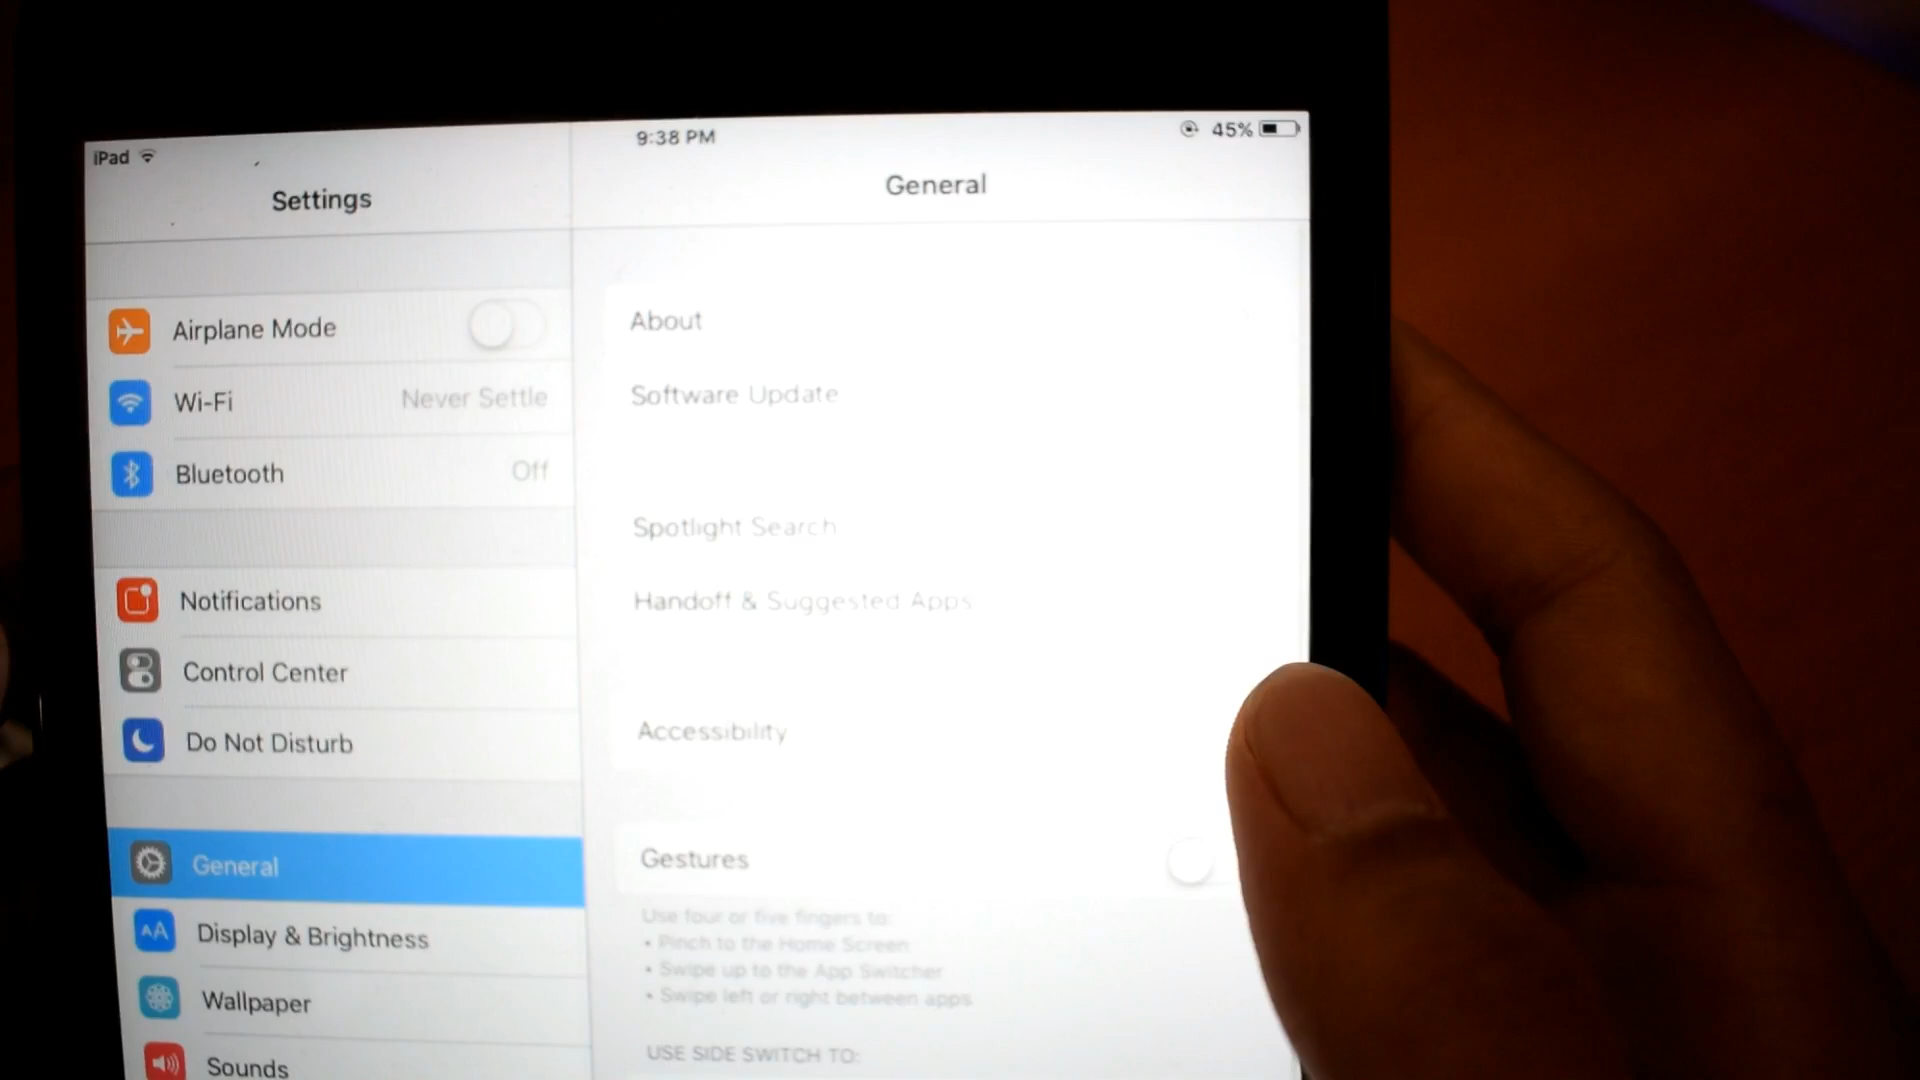 iPad
9:38 PM
45%
Settings
General
Airplane Mode
Wi-Fi Never Settle
Bluetooth Off
Notifications
Control Center
Do Not Disturb
General
Display & Brightness
AA
Wallpaper
Sounds
About
Software Update
Spotlight Search
Handoff & Suggested Apps
Accessibility
Gestures
Use four or five fingers to:
• Pinch to the Home Screen
• Swipe up to the App Switcher
• Swipe left or right between apps
USE SIDE SWITCH TO: